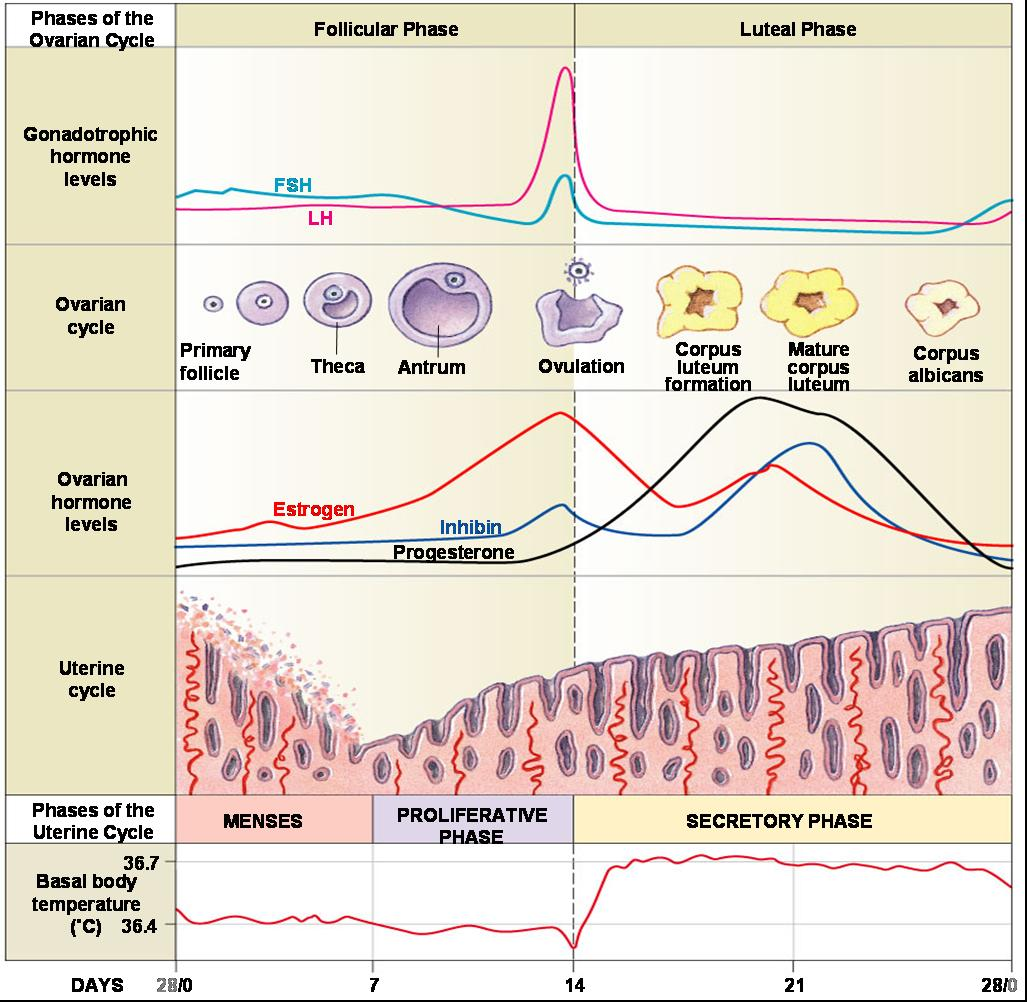 Phases of the
Ovarian Cycle
Follicular Phase
Luteal Phase
Gonadotrophic
hormone
levels
FSH
LH
Ovarian
cycle
Primary
follicle
Theca
Antrum
Ovulation
Corpus
luteum
formation
Mature
corpus
luteum
Corpus
albicans
Ovarian
hormone
levels
Estrogen
Inhibin
Progesterone
Uterine
cycle
Phases of the
Uterine Cycle
MENSES
PROLIFERATIVE
PHASE
SECRETORY PHASE
36.7
Basal body
temperature
(°C) 36.4
DAYS 28/0 7 14 21 28/0